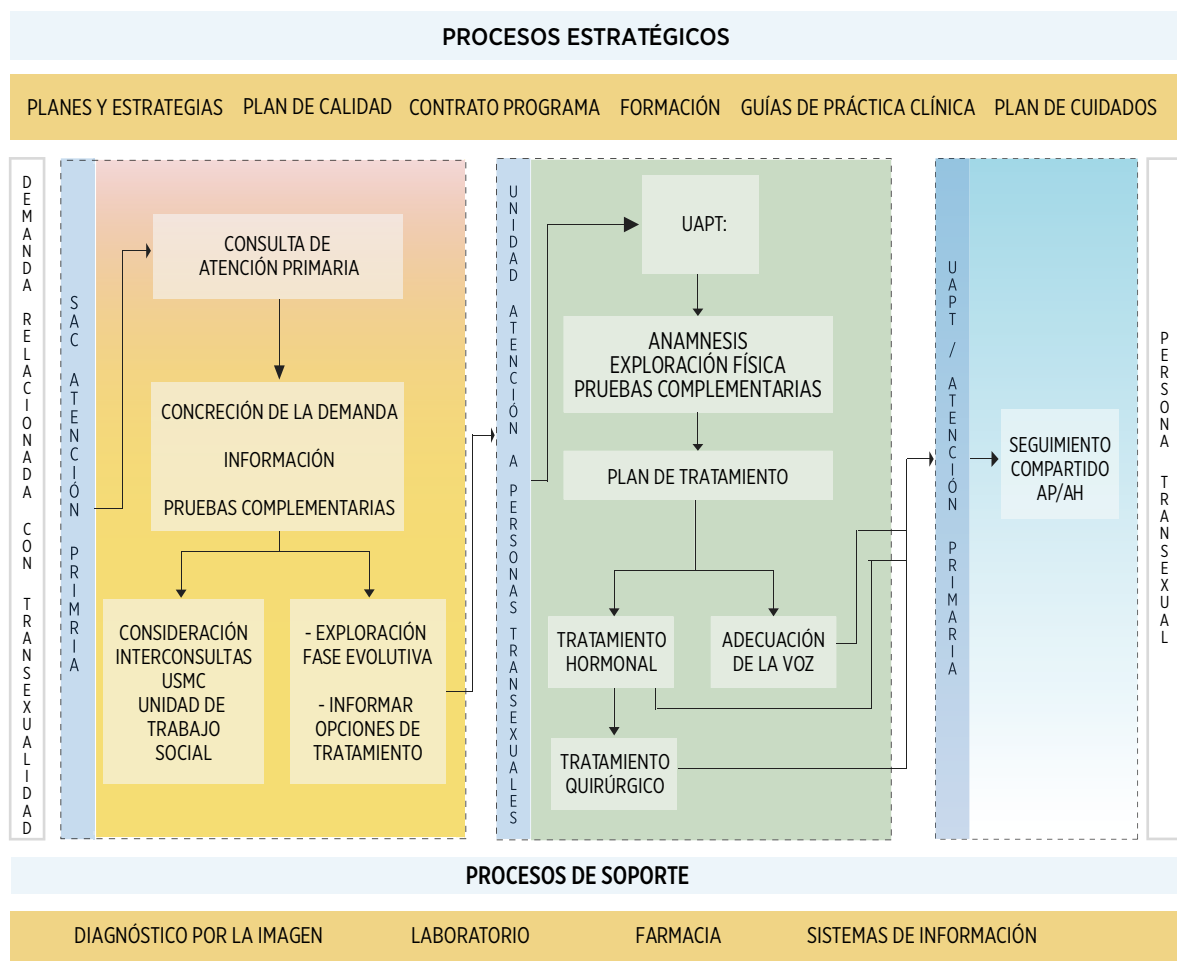 PROCESOS ESTRATÉGICOS
PLANES Y ESTRATEGIAS PLAN DE CALIDAD CONTRATO PROGRAMA FORMACIÓN GUÍAS DE PRÁCTICA CLÍNICA PLAN DE CUIDADOS
DEMANDA RELACIONADA CON TRANSEXUALIDAD
SAC ATENCIÓN PRIMRIA
CONSULTA DE
ATENCIÓN PRIMARIA
CONCRECIÓN DE LA DEMANDA
INFORMACIÓN
PRUEBAS COMPLEMENTARIAS
CONSIDERACIÓN
INTERCONSULTAS
USMC
UNIDAD DE
TRABAJO
SOCIAL
- EXPLORACIÓN
FASE EVOLUTIVA
- INFORMAR
OPCIONES DE
TRATAMIENTO
UNIDAD ATENCIÓN A PERSONAS TRANSEXUALES
UAPT:
ANAMNESIS
EXPLORACIÓN FÍSICA
PRUEBAS COMPLEMENTARIAS
PLAN DE TRATAMIENTO
TRATAMIENTO
HORMONAL
ADECUACIÓN
DE LA VOZ
TRATAMIENTO
QUIRÚRGICO
UAPT / ATENCIÓN PRIMARIA
SEGUIMIENTO
COMPARTIDO
AP/AH
PERSONA TRANSEXUAL
PROCESOS DE SOPORTE
DIAGNÓSTICO POR LA IMAGEN LABORATORIO FARMACIA SISTEMAS DE INFORMACIÓN